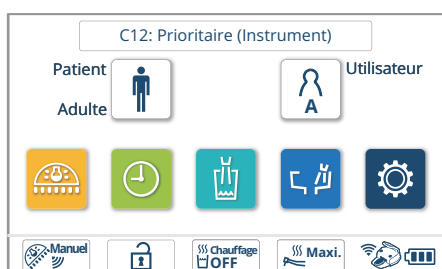 C12: Prioritaire (Instrument)
Patient
Utilisateur
Adulte
A
Manuel
Chauffage
OFF
Maxi.